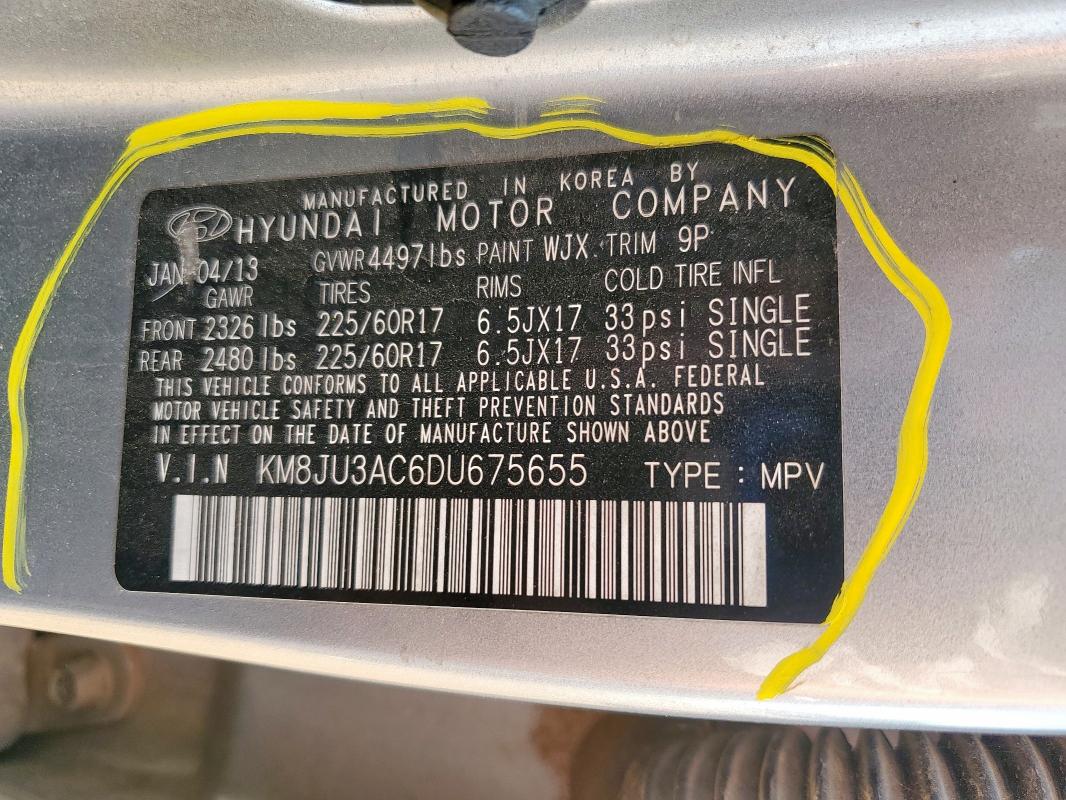 MANUFACTURED IN KOREA BY
HYUNDAI MOTOR COMPANY
JAN 04/13 GVWR 4497lbs PAINT WJX TRIM 9P
GAWR TIRES RIMS COLD TIRE INFL
FRONT 2326 lbs 225/60R17 6.5JX17 33psi SINGLE
REAR 2480 lbs 225/60R17 6.5JX17 33psi SINGLE
THIS VEHICLE CONFORMS TO ALL APPLICABLE U.S.A. FEDERAL
MOTOR VEHICLE SAFETY AND THEFT PREVENTION STANDARDS
IN EFFECT ON THE DATE OF MANUFACTURE SHOWN ABOVE
V.I.N KM8JU3AC6DU675655 TYPE : MPV